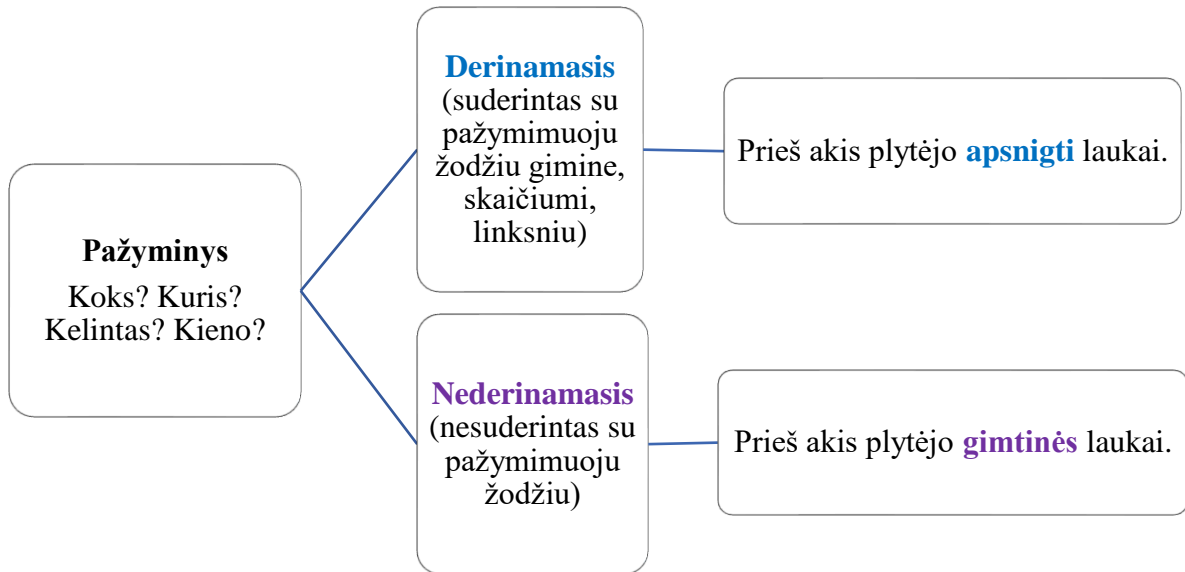 Pažyminys
Koks? Kuris?
Kelintas? Kieno?
Derinamasis
(suderintas su
pažymimuoju
žodžiu gimine,
skaičiumi,
linksniu)
Prieš akis plytėjo apsnigti laukai.
Nederinamasis
(nesuderintas su
pažymimuoju
žodžiu)
Prieš akis plytėjo gimtinės laukai.